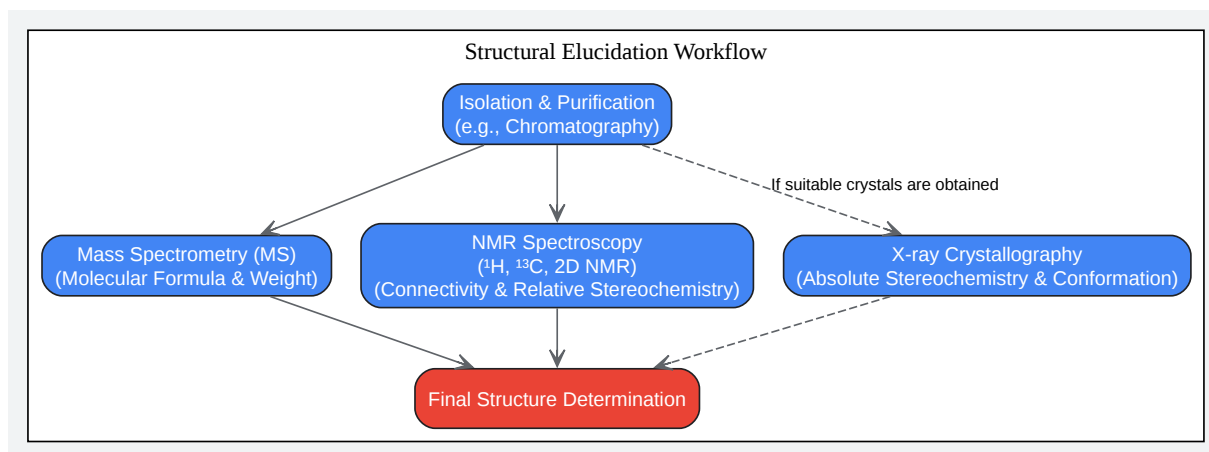 Structural Elucidation Workflow
Isolation & Purification
(e.g., Chromatography)
If suitable crystals are obtained
Mass Spectrometry (MS)
(Molecular Formula & Weight)
NMR Spectroscopy
(¹H, ¹³C, 2D NMR)
(Connectivity & Relative Stereochemistry)
X-ray Crystallography
(Absolute Stereochemistry & Conformation)
Final Structure Determination